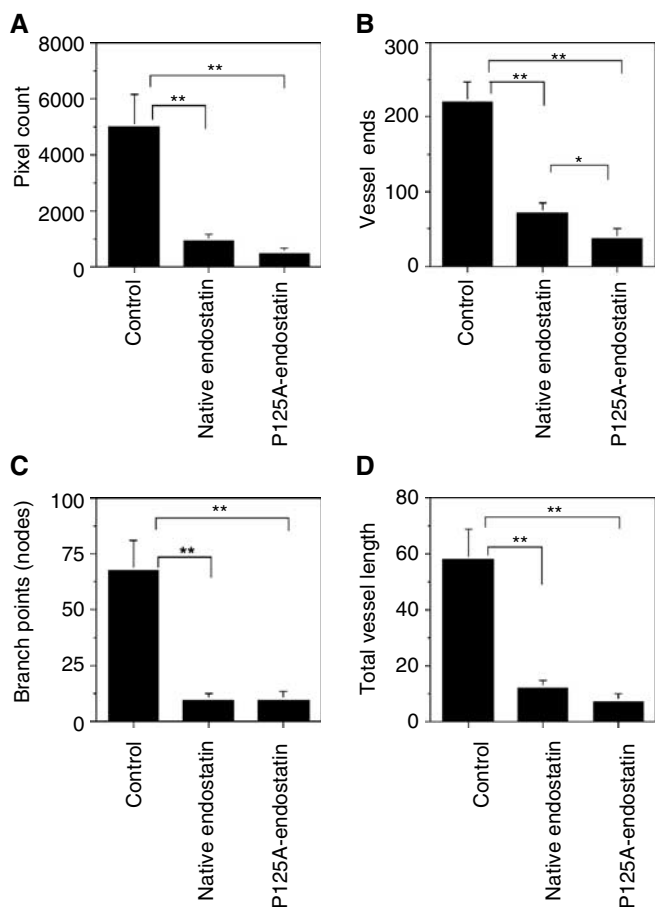 A
8000
6000
4000
2000
0
Pixel count
**
**
Control
Native endostatin
P125A-endostatin
B
300
200
100
0
Vessel ends
**
**
*
Control
Native endostatin
P125A-endostatin
C
100
75
50
25
0
Branch points (nodes)
**
**
Control
Native endostatin
P125A-endostatin
D
80
60
40
20
0
Total vessel length
**
**
Control
Native endostatin
P125A-endostatin